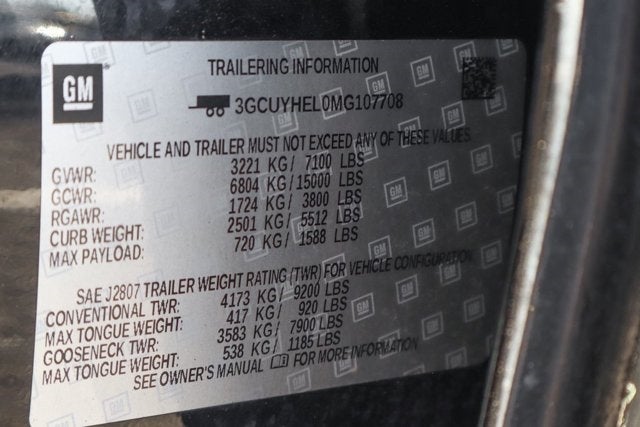 GM
TRAILERING INFORMATION
3GCUYHEL0MG107708
VEHICLE AND TRAILER MUST NOT EXCEED ANY OF THESE VALUES
GVWR: 3221 KG/ 7100 LBS
GCWR: 6804 KG/ 15000 LBS
RGAWR: 1724 KG/ 3800 LBS
CURB WEIGHT: 2501 KG/ 5512 LBS
MAX PAYLOAD: 720 KG/ 1588 LBS
SAE J2807 TRAILER WEIGHT RATING (TWR) FOR VEHICLE CONFIGURATION
CONVENTIONAL TWR: 4173 KG/ 9200 LBS
MAX TONGUE WEIGHT: 417 KG/ 920 LBS
GOOSENECK TWR: 3583 KG/ 7900 LBS
MAX TONGUE WEIGHT: 538 KG/ 1185 LBS
SEE OWNER'S MANUAL FOR MORE INFORMATION